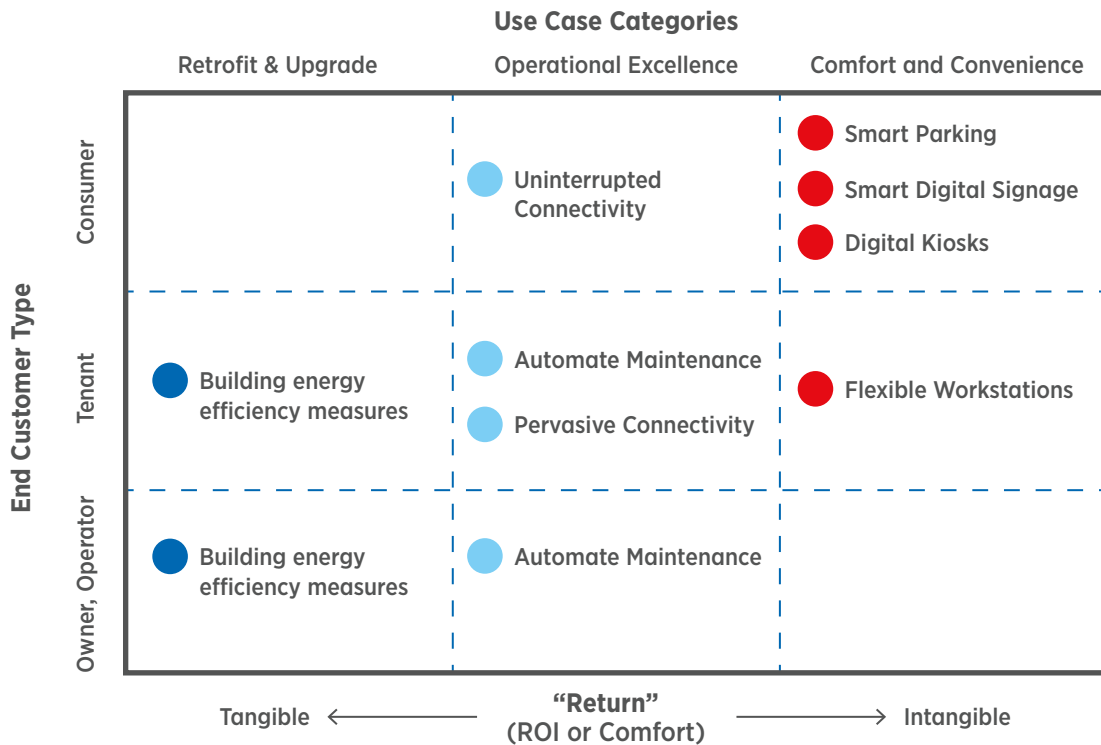 Use Case Categories
Retrofit & Upgrade
Operational Excellence
Comfort and Convenience
End Customer Type
Consumer
Uninterrupted
Connectivity
Smart Parking
Smart Digital Signage
Digital Kiosks
Tenant
Building energy
efficiency measures
Automate Maintenance
Pervasive Connectivity
Flexible Workstations
Owner, Operator
Building energy
efficiency measures
Automate Maintenance
Tangible
“Return”
(ROI or Comfort)
Intangible